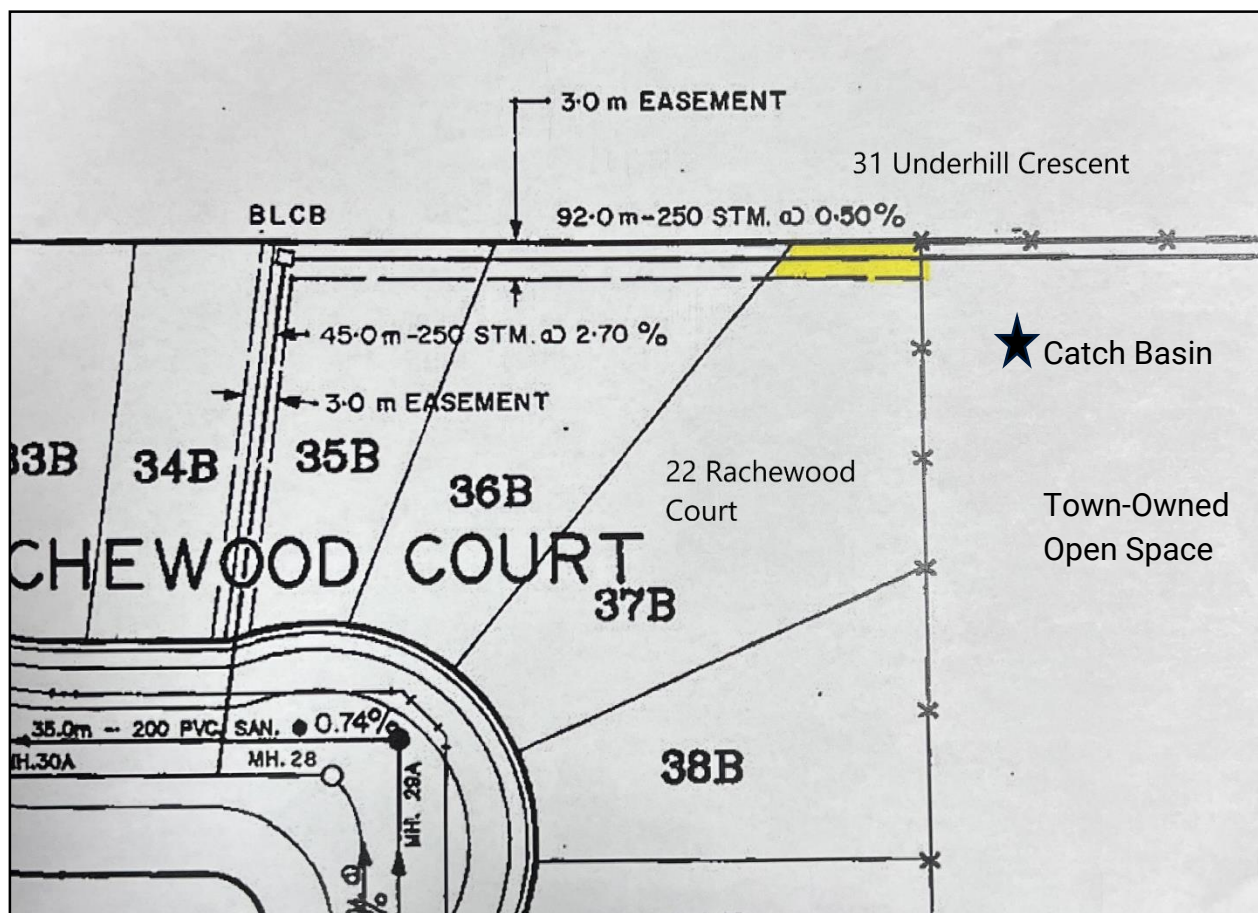 3.0 m EASEMENT
31 Underhill Crescent
BLCB
92.0 m-250 STM. @ 0.50%
45.0 m-250 STM. @ 2.70 %
Catch Basin
3.0 m EASEMENT
33B
34B
35B
36B
22 Rachewood
Court
Town-Owned
Open Space
CHEWOOD COURT
37B
35.0m - 200 PVC. SAN. @ 0.74%
MH. 30A
MH. 28
38B
MH. 29A